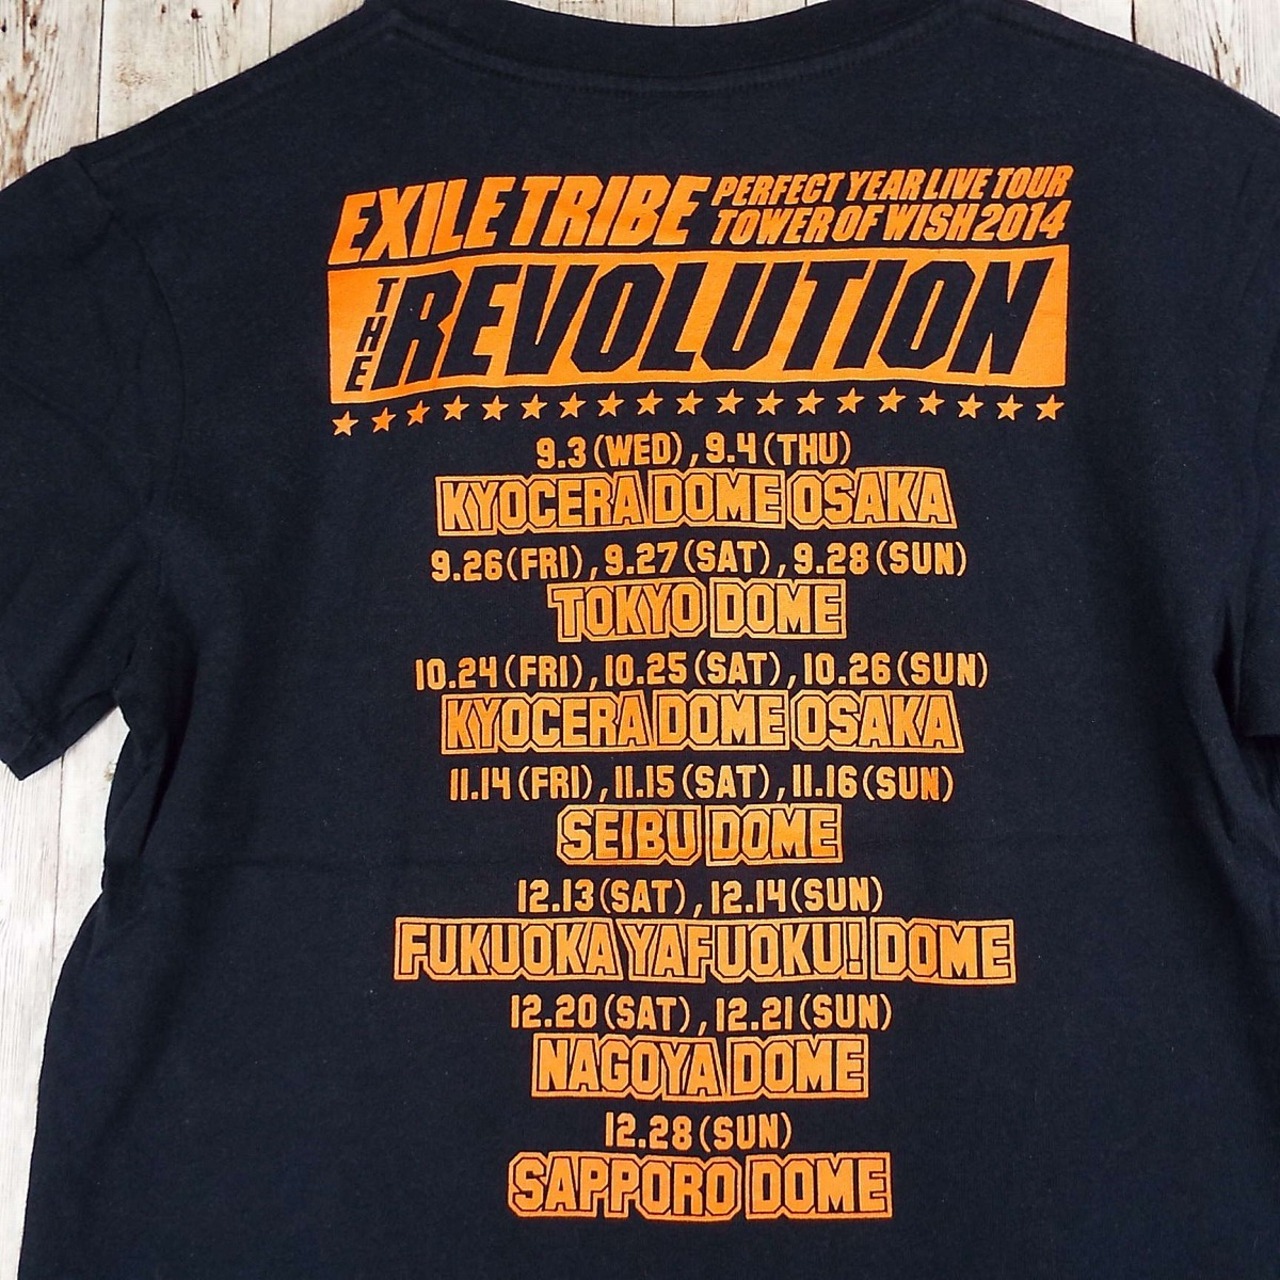 EXILE TRIBE PERFECT YEAR LIVE TOUR
TOWER OF WISH 2014
THE REVOLUTION
9.3 (WED), 9.4 (THU)
KYOCERA DOME OSAKA
9.26 (FRI), 9.27 (SAT), 9.28 (SUN)
TOKYO DOME
10.24 (FRI), 10.25 (SAT), 10.26 (SUN)
KYOCERA DOME OSAKA
11.14 (FRI), 11.15 (SAT), 11.16 (SUN)
SEIBU DOME
12.13 (SAT), 12.14 (SUN)
FUKUOKA YAFUOKU! DOME
12.20 (SAT), 12.21 (SUN)
NAGOYA DOME
12.28 (SUN)
SAPPORO DOME